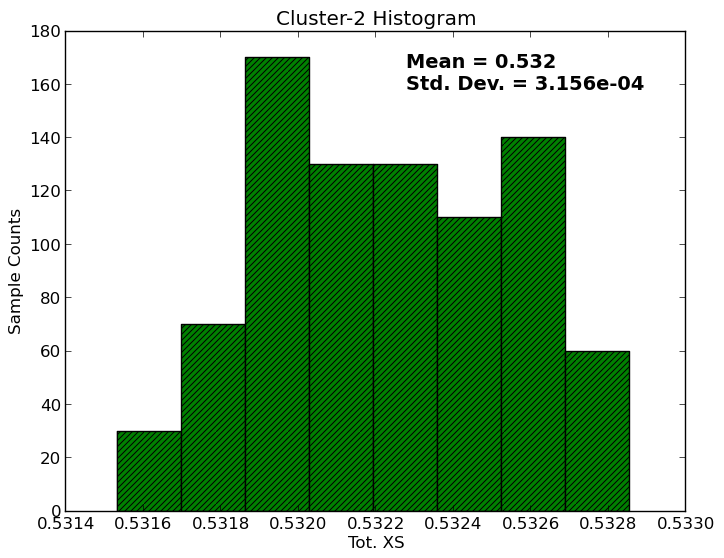 Cluster-2 Histogram
Mean = 0.532
Std. Dev. = 3.156e-04
Sample Counts
180
160
140
120
100
80
60
40
20
0
0.5314 0.5316 0.5318 0.5320 0.5322 0.5324 0.5326 0.5328 0.5330
Tot. XS